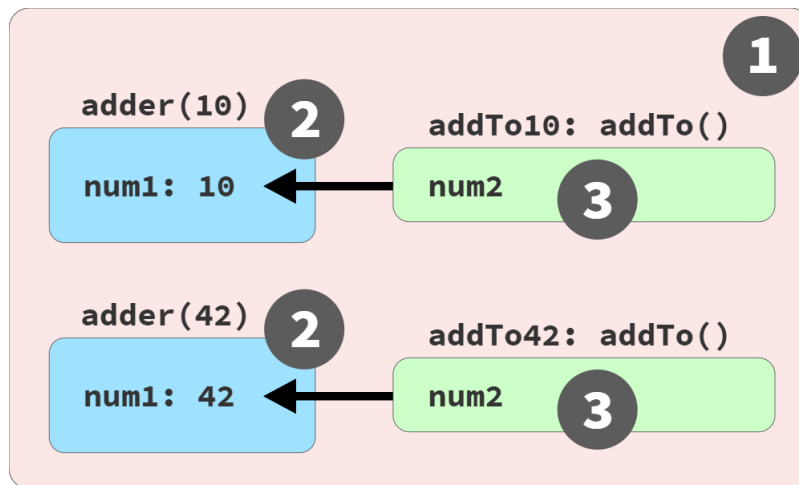 1
adder(10)
2
addTo10: addTo()
num1: 10
num2
3
adder(42)
2
addTo42: addTo()
num1: 42
num2
3